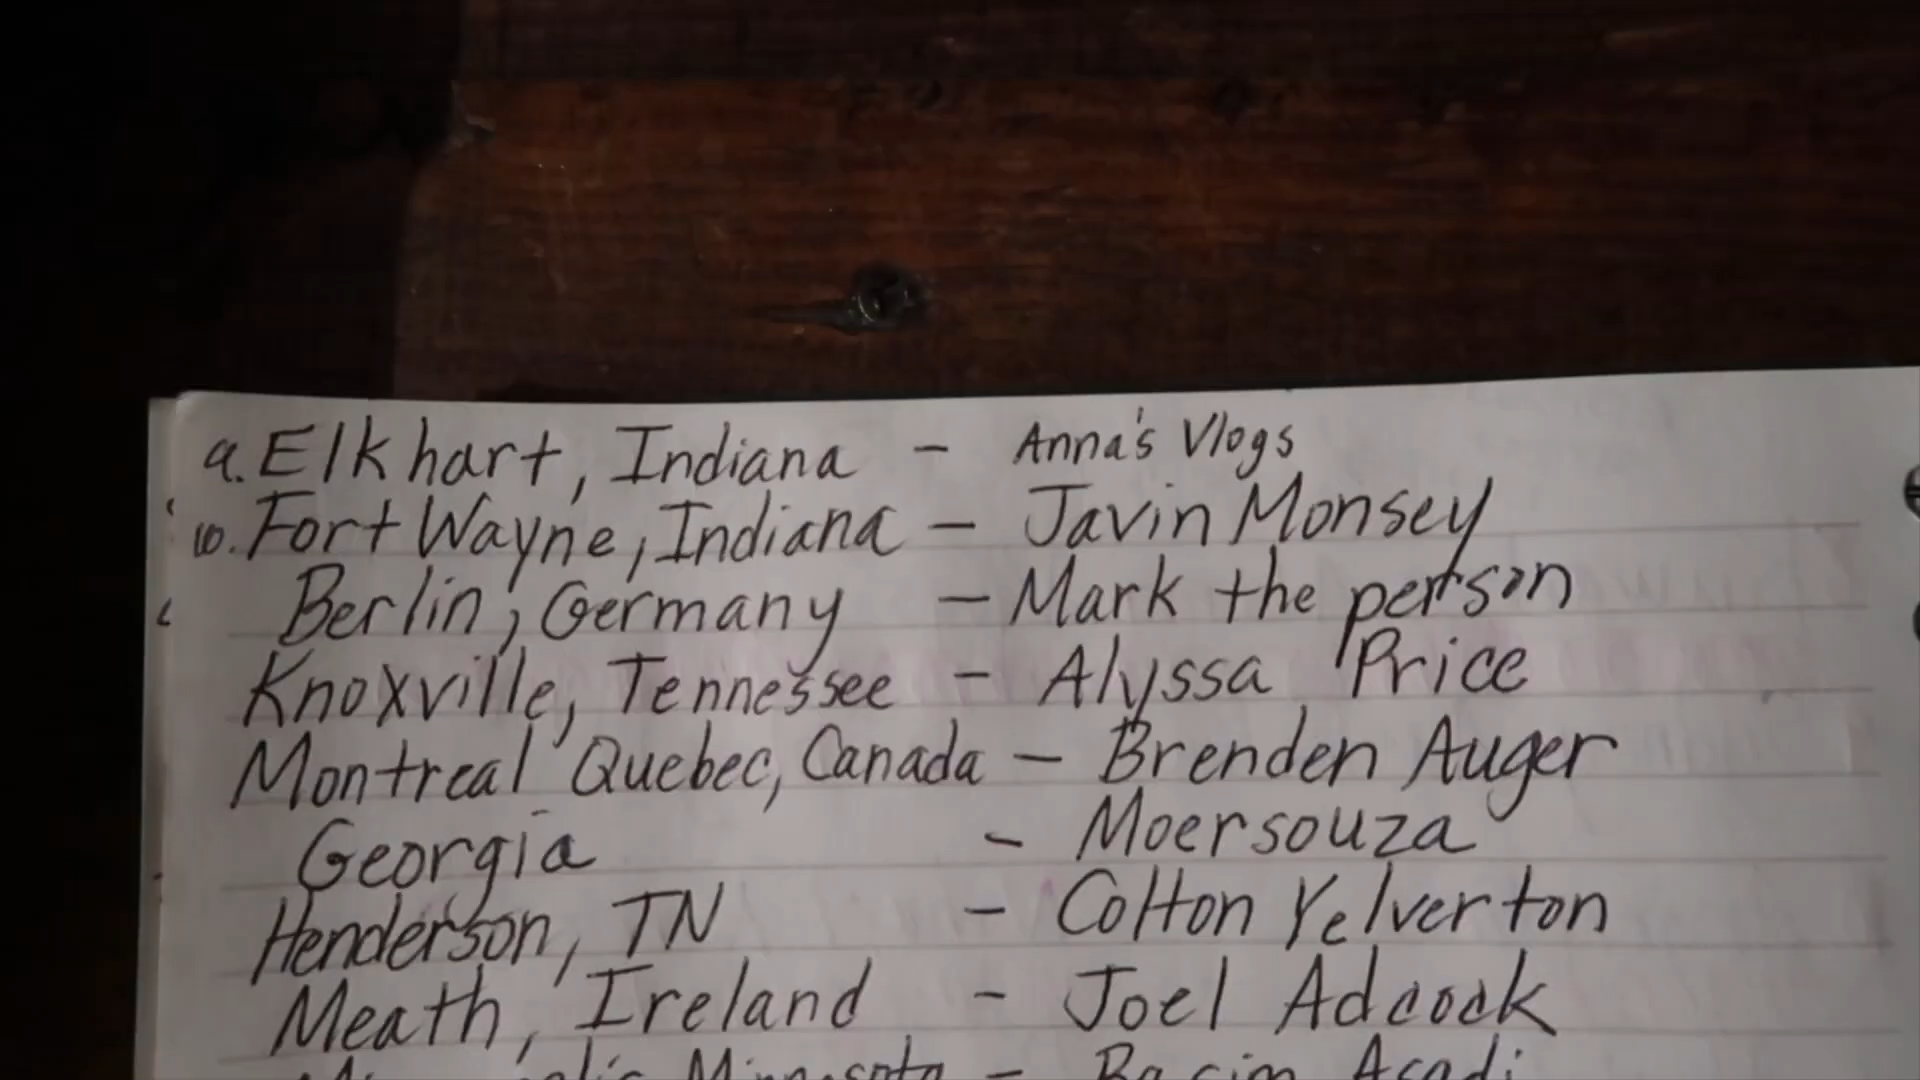 9. Elkhart, Indiana - Anna's Vlogs
10. Fort Wayne, Indiana - Javin Monsey
Berlin, Germany - Mark the person
Knoxville, Tennessee - Alyssa Price
Montreal Quebec, Canada - Brenden Auger
Georgia - Moersouza
Henderson, TN - Colton Yelverton
Meath, Ireland - Joel Adcock
Minnesota -